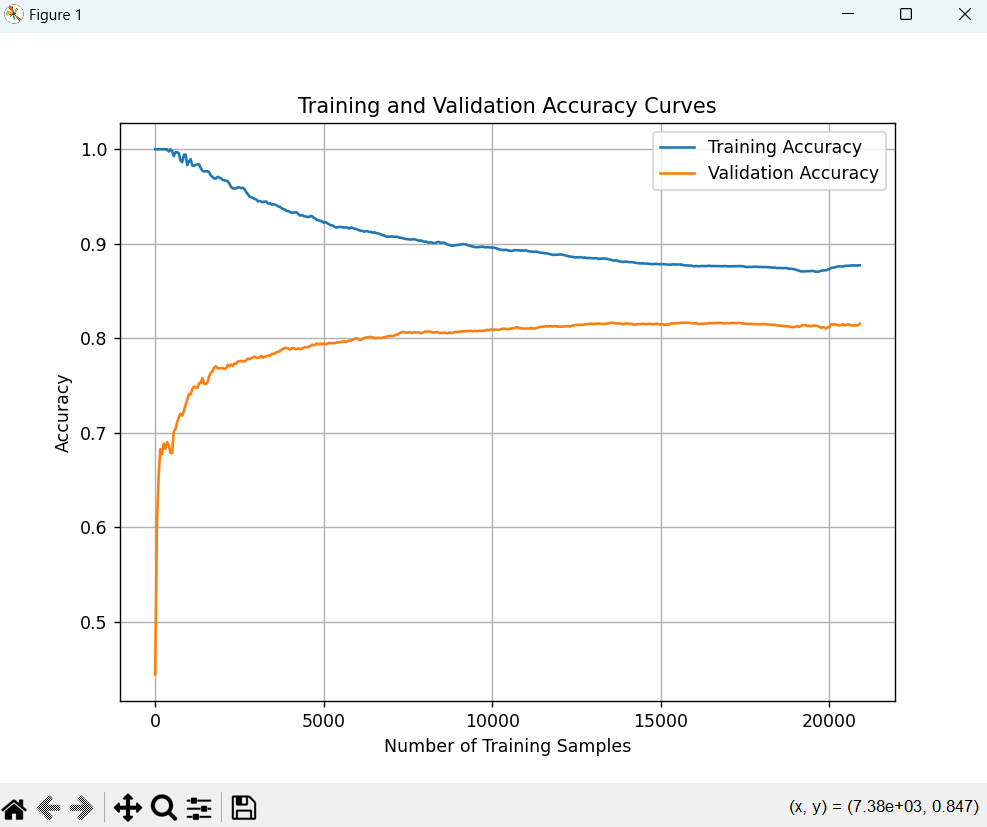 Figure 1
Training and Validation Accuracy Curves
Training Accuracy
Validation Accuracy
1.0
0.9
0.8
0.7
0.6
0.5
Accuracy
0
5000
10000
15000
20000
Number of Training Samples
(x, y) = (7.38e+03, 0.847)